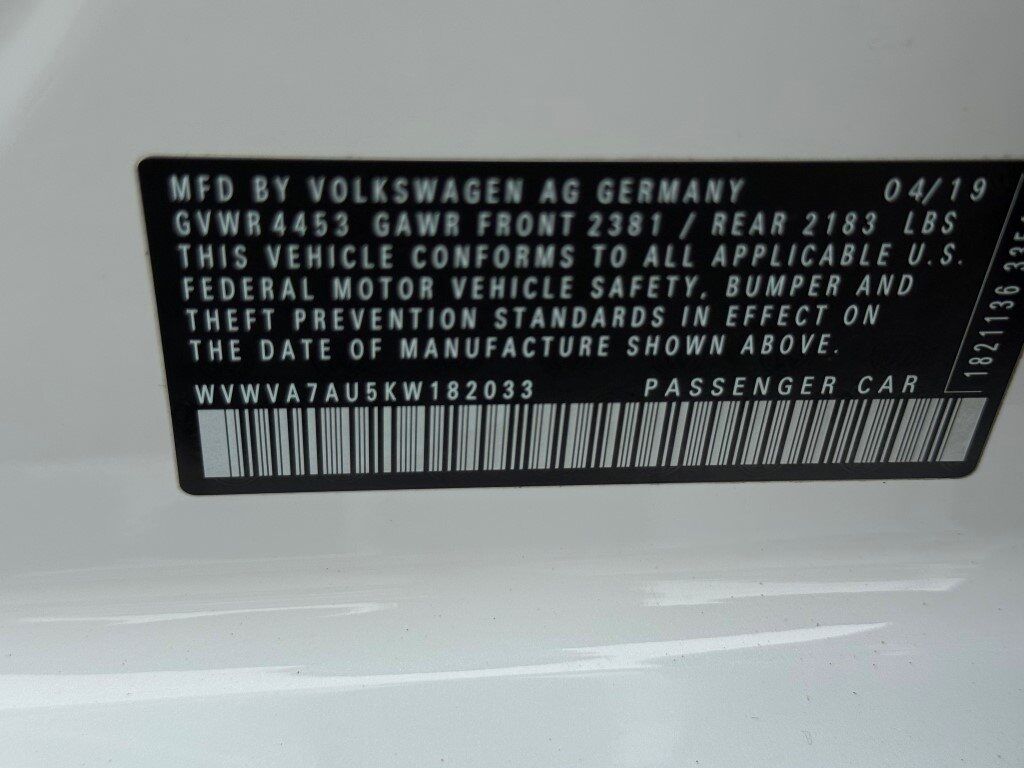 MFD BY VOLKSWAGEN AG GERMANY 04/19
GVWR 4453 GAWR FRONT 2381 / REAR 2183 LBS
THIS VEHICLE CONFORMS TO ALL APPLICABLE U.S.
FEDERAL MOTOR VEHICLE SAFETY, BUMPER AND
THEFT PREVENTION STANDARDS IN EFFECT ON
THE DATE OF MANUFACTURE SHOWN ABOVE.
WVWVA7AU5KW182033 PASSENGER CAR
1821136